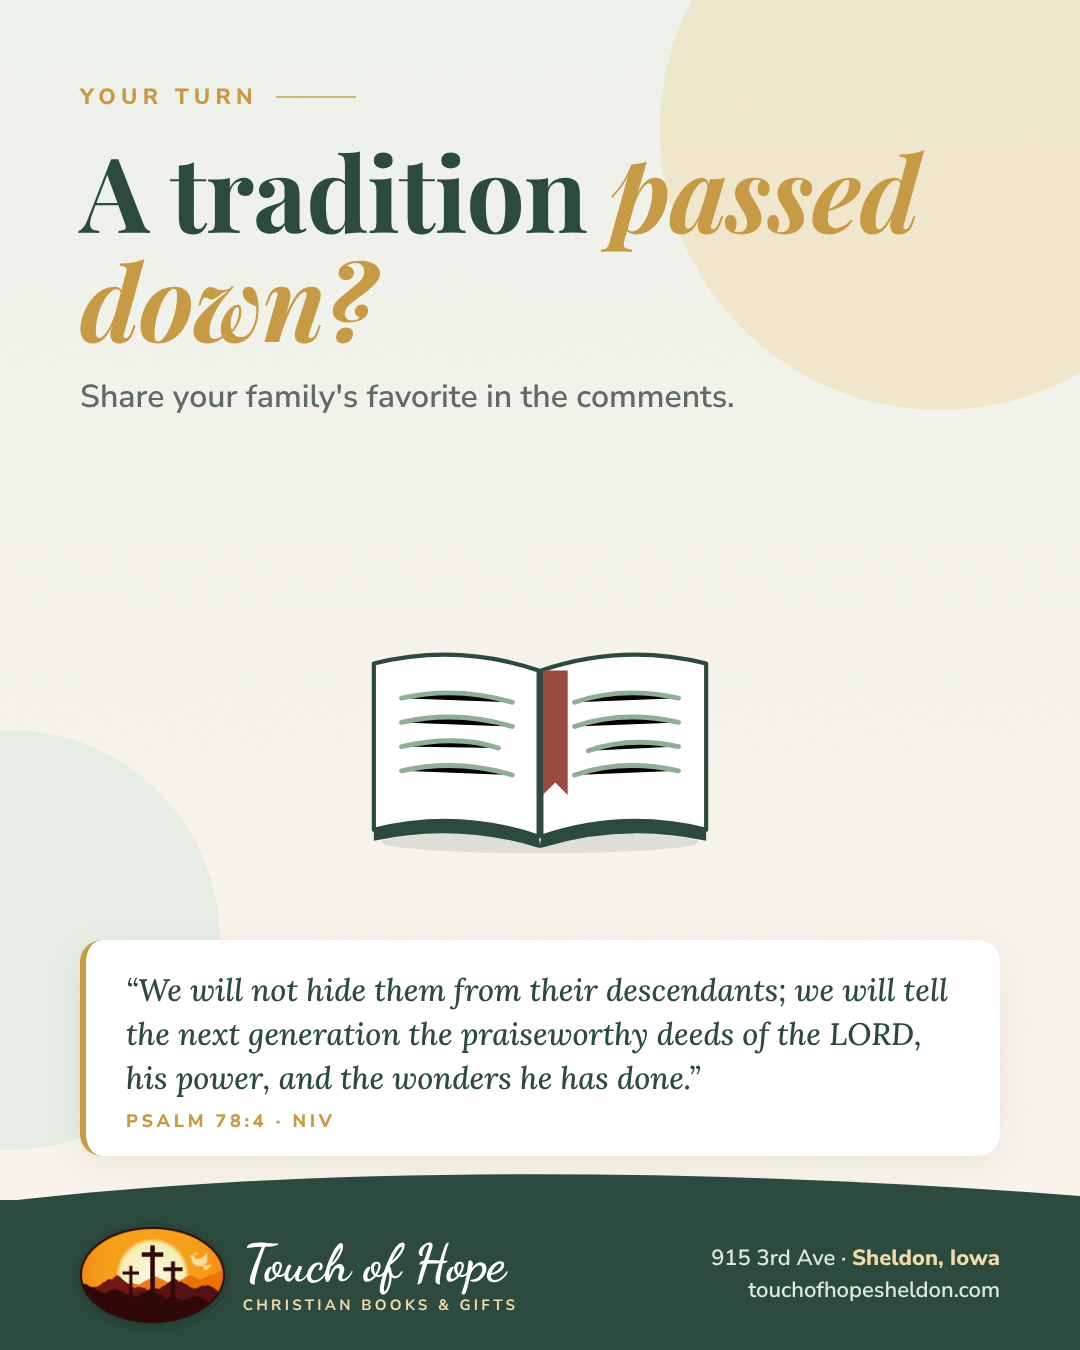 YOUR TURN
A tradition passed
down?
Share your family's favorite in the comments.
“We will not hide them from their descendants; we will tell
the next generation the praiseworthy deeds of the LORD,
his power, and the wonders he has done.”
PSALM 78:4 · NIV
Touch of Hope
CHRISTIAN BOOKS & GIFTS
915 3rd Ave · Sheldon, Iowa
touchofhopesheldon.com